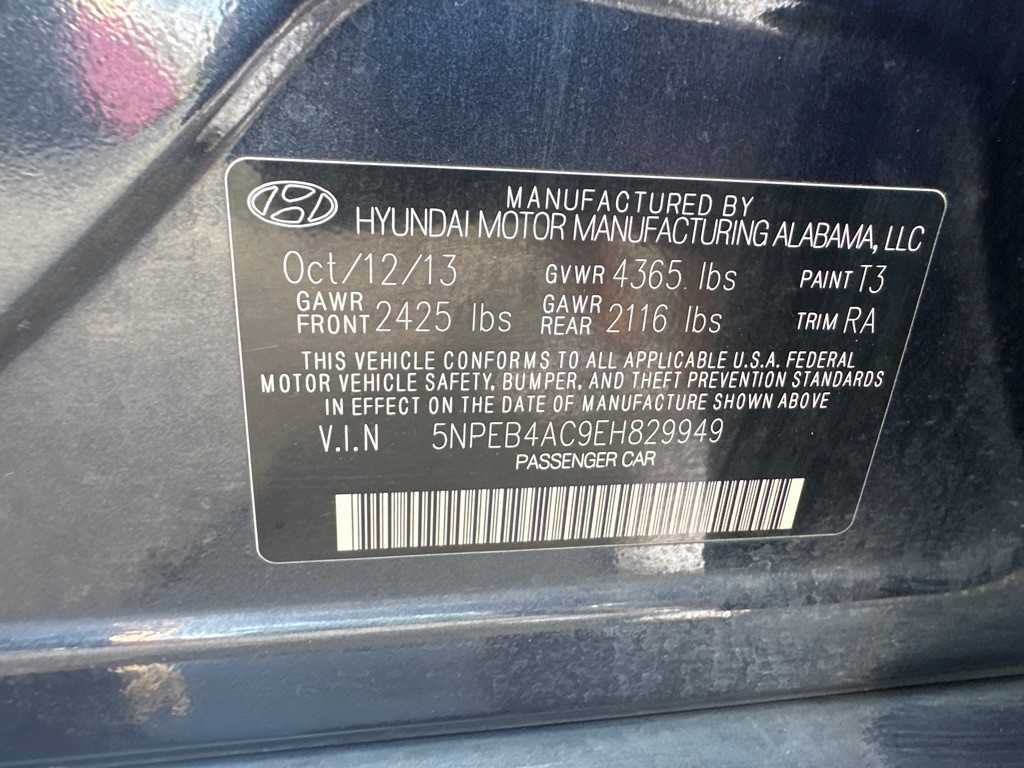 MANUFACTURED BY
HYUNDAI MOTOR MANUFACTURING ALABAMA, LLC
Oct/12/13 GVWR 4365 lbs PAINT T3
GAWR FRONT 2425 lbs GAWR REAR 2116 lbs TRIM RA
THIS VEHICLE CONFORMS TO ALL APPLICABLE U.S.A. FEDERAL
MOTOR VEHICLE SAFETY, BUMPER, AND THEFT PREVENTION STANDARDS
IN EFFECT ON THE DATE OF MANUFACTURE SHOWN ABOVE
V.I.N 5NPEB4AC9EH829949
PASSENGER CAR